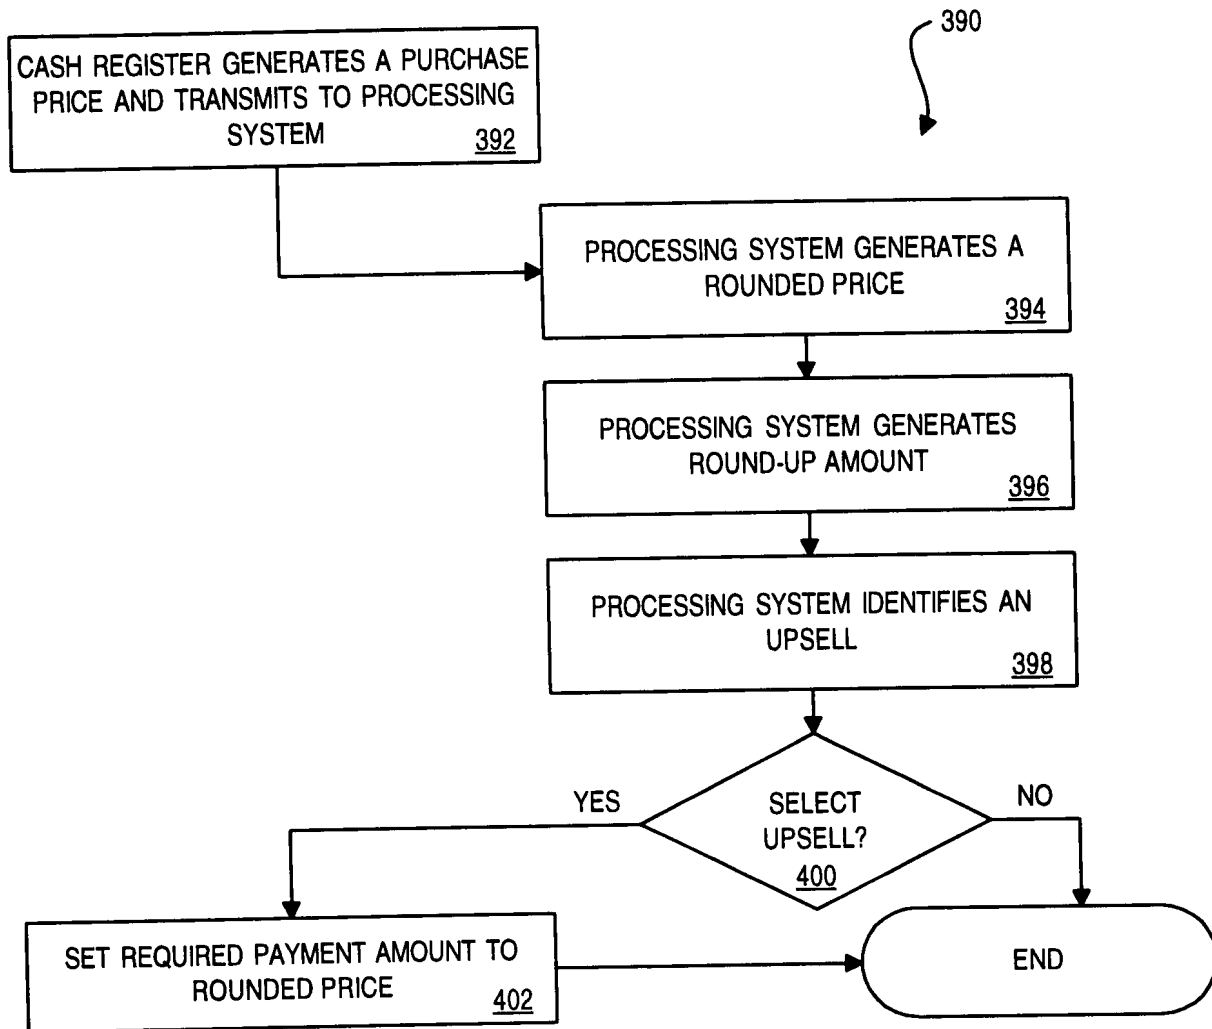 390
CASH REGISTER GENERATES A PURCHASE
PRICE AND TRANSMITS TO PROCESSING
SYSTEM
392
PROCESSING SYSTEM GENERATES A
ROUNDED PRICE
394
PROCESSING SYSTEM GENERATES
ROUND-UP AMOUNT
396
PROCESSING SYSTEM IDENTIFIES AN
UPSELL
398
SELECT
UPSELL?
400
YES
NO
SET REQUIRED PAYMENT AMOUNT TO
ROUNDED PRICE
402
END